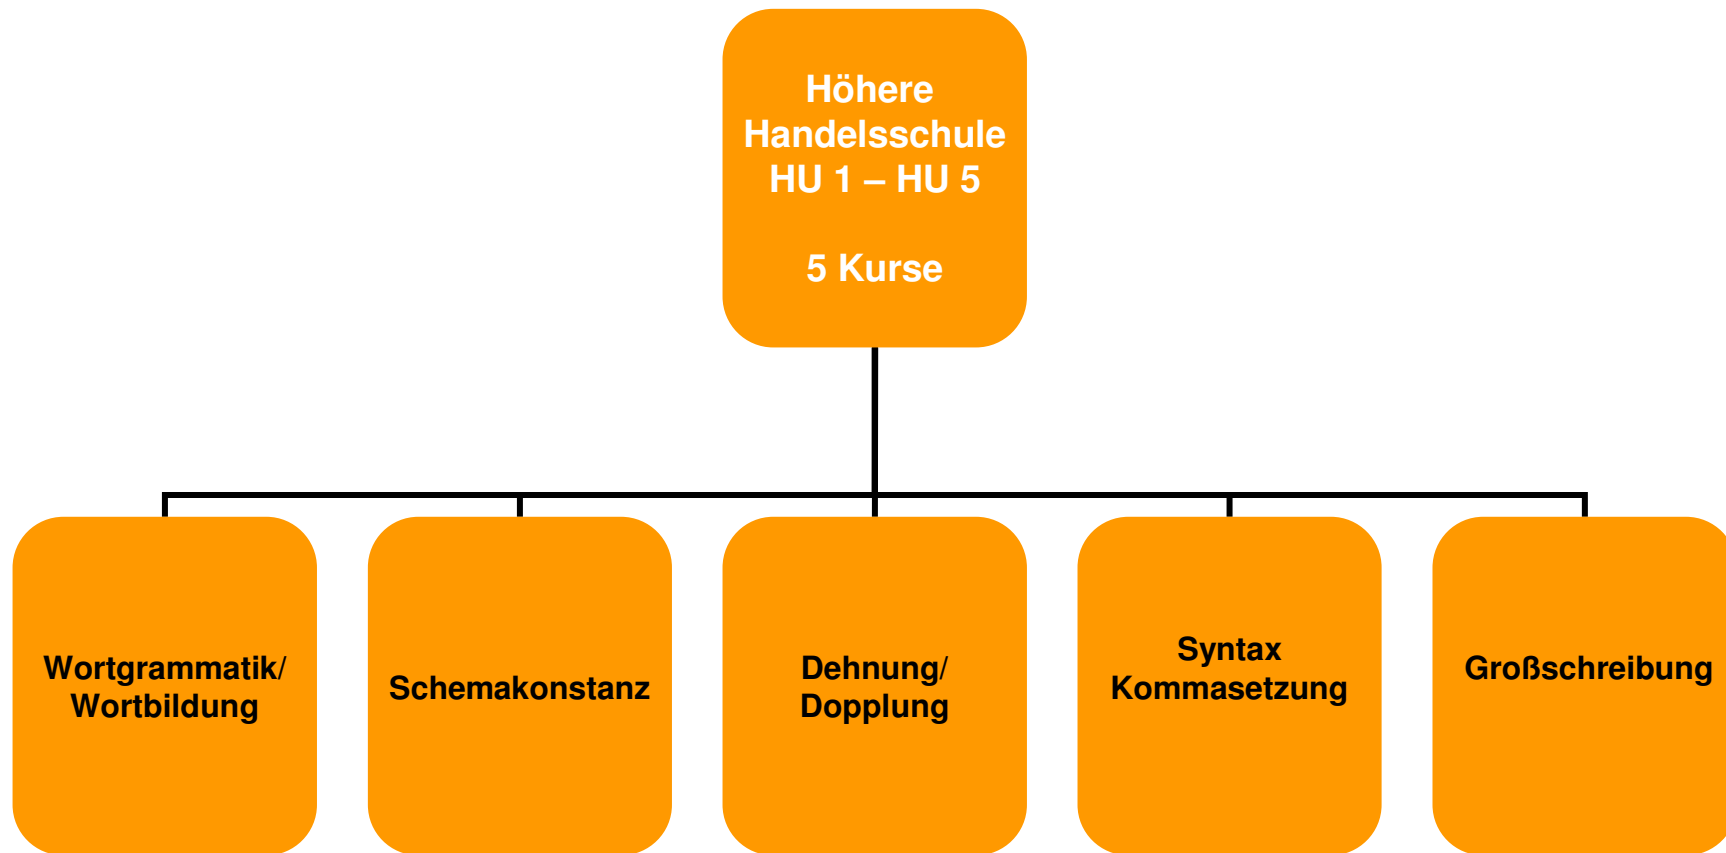 Höhere
Handelsschule
HU 1 – HU 5
5 Kurse
Wortgrammatik/
Wortbildung
Schemakonstanz
Dehnung/
Dopplung
Syntax
Kommasetzung
Großschreibung